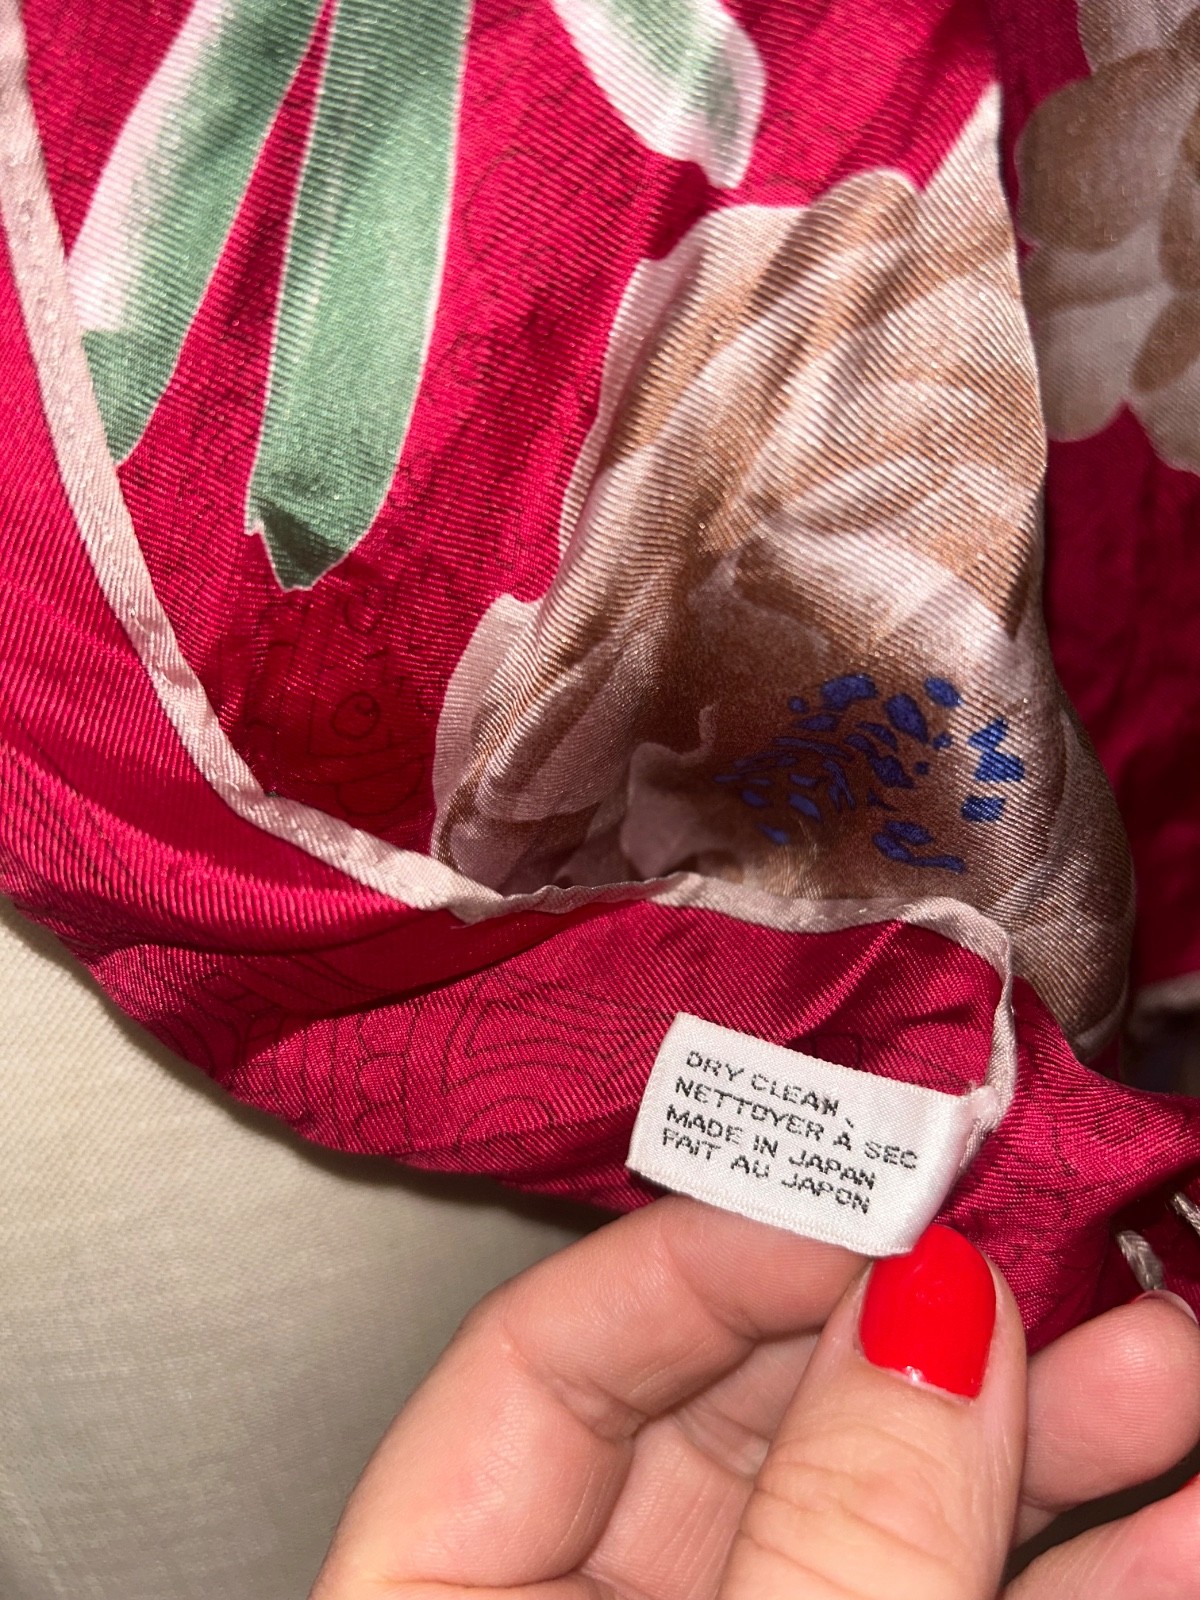 DRY CLEAN
NETTOYER À SEC
MADE IN JAPAN
FAIT AU JAPON